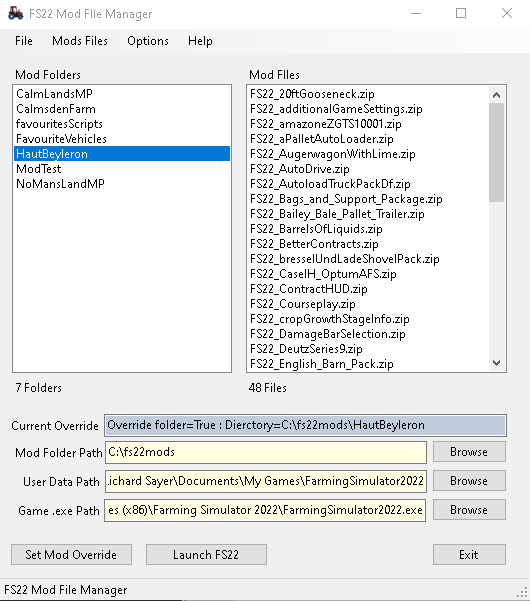 FS22 Mod FIle Manager
File Mods Files Options Help
Mod Folders
CalmLandsMP
CalmsdenFarm
favouritesScripts
FavouriteVehicles
HautBeyleron
ModTest
NoMansLandMP
7 Folders
Mod FIles
FS22_20ftGooseneck.zip
FS22_additionalGameSettings.zip
FS22_amazoneZGTS10001.zip
FS22_aPalletAutoLoader.zip
FS22_AugerwagonWithLime.zip
FS22_AutoDrive.zip
FS22_AutoloadTruckPackDf.zip
FS22_Bags_and_Support_Package.zip
FS22_Bailey_Bale_Pallet_Trailer.zip
FS22_BarrelsOfLiquids.zip
FS22_BetterContracts.zip
FS22_bresselUndLadeShovelPack.zip
FS22_CaseIH_OptumAFS.zip
FS22_ContractHUD.zip
FS22_Courseplay.zip
FS22_cropGrowthStageInfo.zip
FS22_DamageBarSelection.zip
FS22_DeutzSeries9.zip
FS22_English_Barn_Pack.zip
48 Files
Current Override Override folder=True : Dierctory=C:\fs22mods\HautBeyleron
Mod Folder Path C:\fs22mods Browse
User Data Path .ichard Sayer\Documents\My Games\FarmingSimulator2022 Browse
Game .exe Path es (x86)\Farming Simulator 2022\FarmingSimulator2022.exe Browse
Set Mod Override Launch FS22 Exit
FS22 Mod File Manager